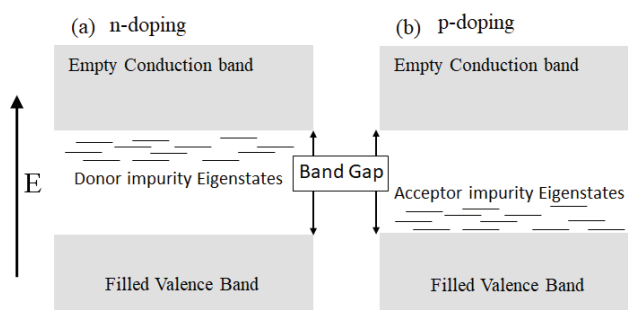 (a) n-doping
(b) p-doping
Empty Conduction band
Empty Conduction band
E
Donor impurity Eigenstates
Band Gap
Acceptor impurity Eigenstates
Filled Valence Band
Filled Valence Band